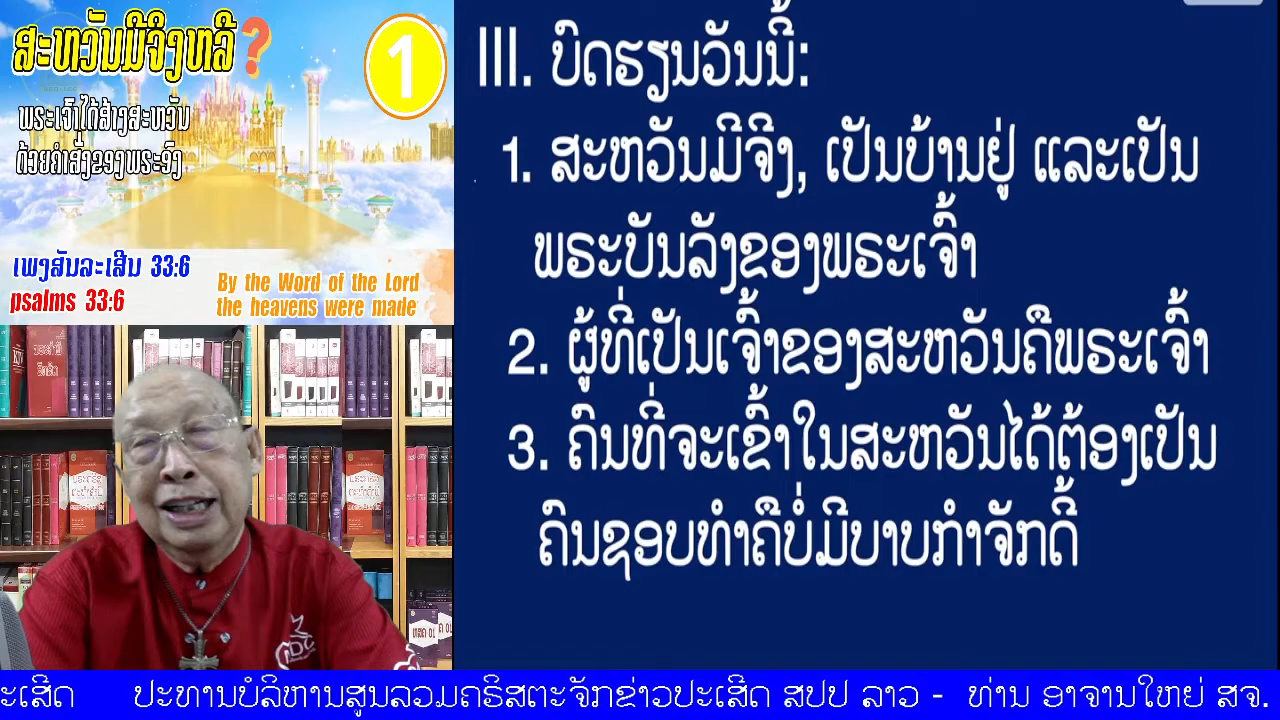 ສະຫວັນມີຈິງຫລື?
1
ພຣະເຈົ້າໄດ້ສ້າງສະຫວັນ
ດ້ວຍຄຳສັ່ງຂອງພຣະອົງ
ເພງສັນລະເສີນ 33:6
psalms 33:6
By the Word of the Lord
the heavens were made
III. ບົດຮຽນວັນນີ້:
1. ສະຫວັນມີຈີງ, ເປັນບ້ານຢູ່ ແລະເປັນ
ພຣະບັນລັງຂອງພຣະເຈົ້າ
2. ຜູ້ທີ່ເປັນເຈົ້າຂອງສະຫວັນຄືພຣະເຈົ້າ
3. ຄົນທີ່ຈະເຂົ້າໃນສະຫວັນໄດ້ຕ້ອງເປັນ
ຄົນຊອບທຳຄືບໍ່ມີບາບກຳຈັກດີ້
KJV
ະເສີດ ປະທານບໍລິຫານສູນລວມຄຣິສຕະຈັກຂ່າວປະເສີດ ສປປ ລາວ - ທ່ານ ອາຈານໃຫຍ່ ສຈ.